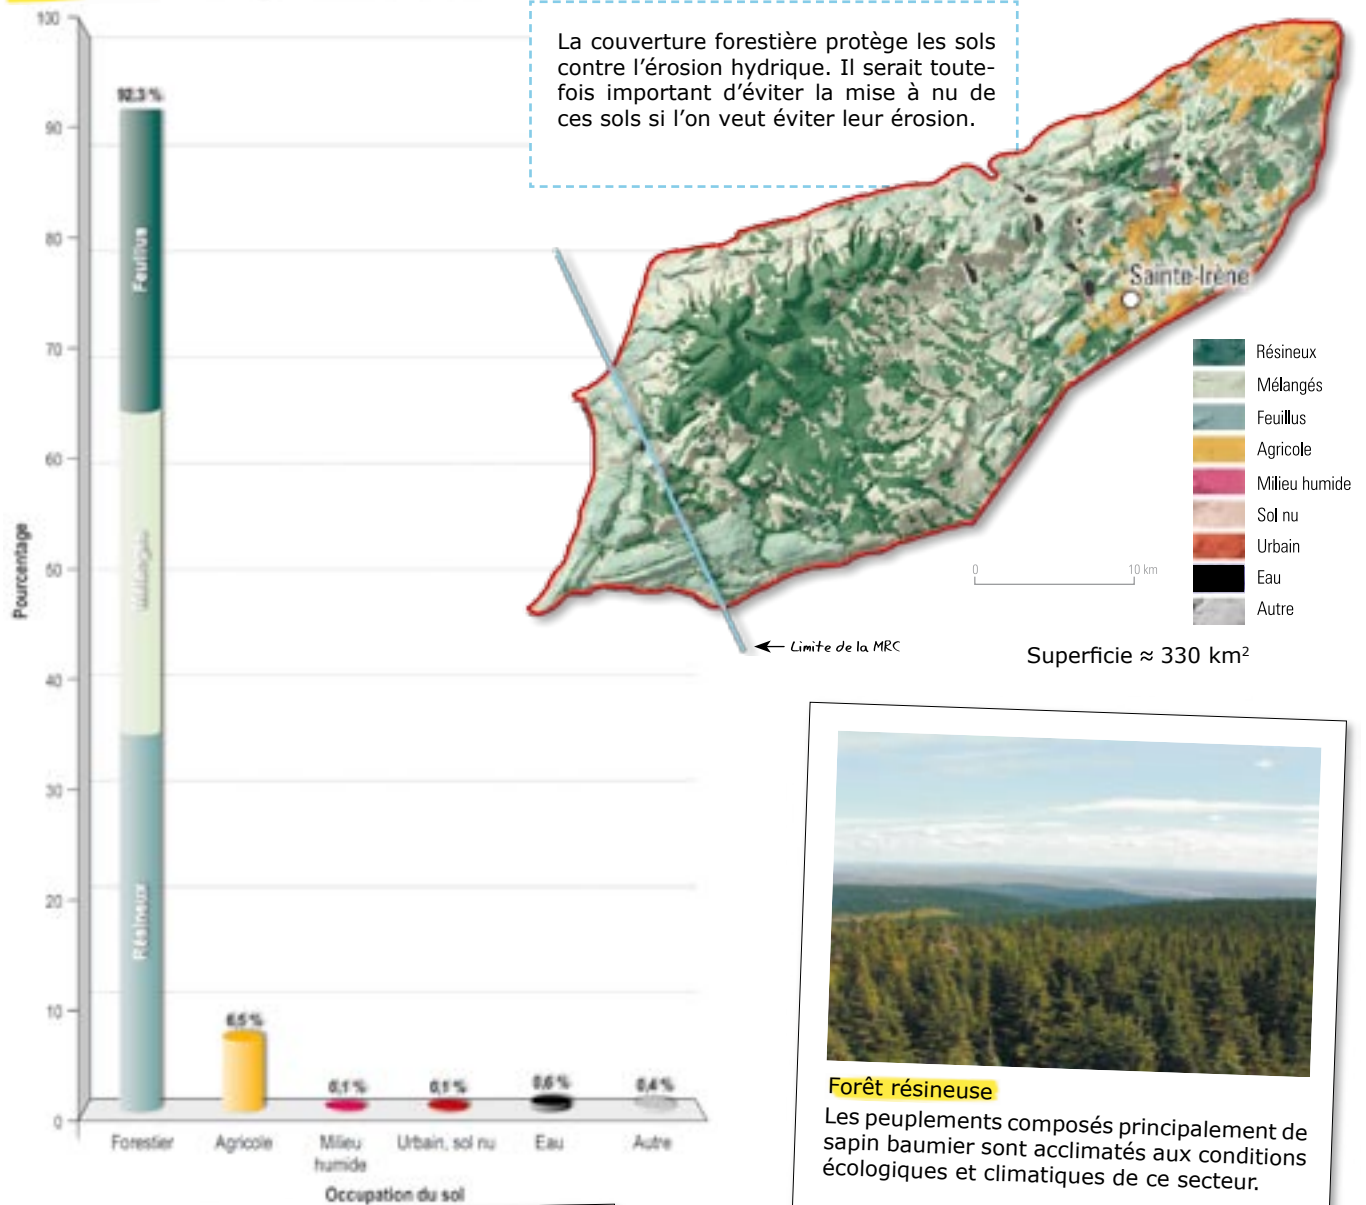 La couverture forestière protège les sols
contre l'érosion hydrique. Il serait toute-
fois important d'éviter la mise à nu de
ces sols si l'on veut éviter leur érosion.
100
90
80
70
60
50
40
30
20
10
0
Pourcentage
92,3 %
Feuillus
Mélangés
Résineux
6,5 %
0,1 %
0,1 %
0,6 %
0,4 %
Forestier
Agricole
Milieu
humide
Urbain, sol nu
Eau
Autre
Occupation du sol
Sainte-Irène
Résineux
Mélangés
Feuillus
Agricole
Milieu humide
Sol nu
Urbain
Eau
Autre
0 10 km
Limite de la MRC
Superficie ≈ 330 km²
Forêt résineuse
Les peuplements composés principalement de
sapin baumier sont acclimatés aux conditions
écologiques et climatiques de ce secteur.